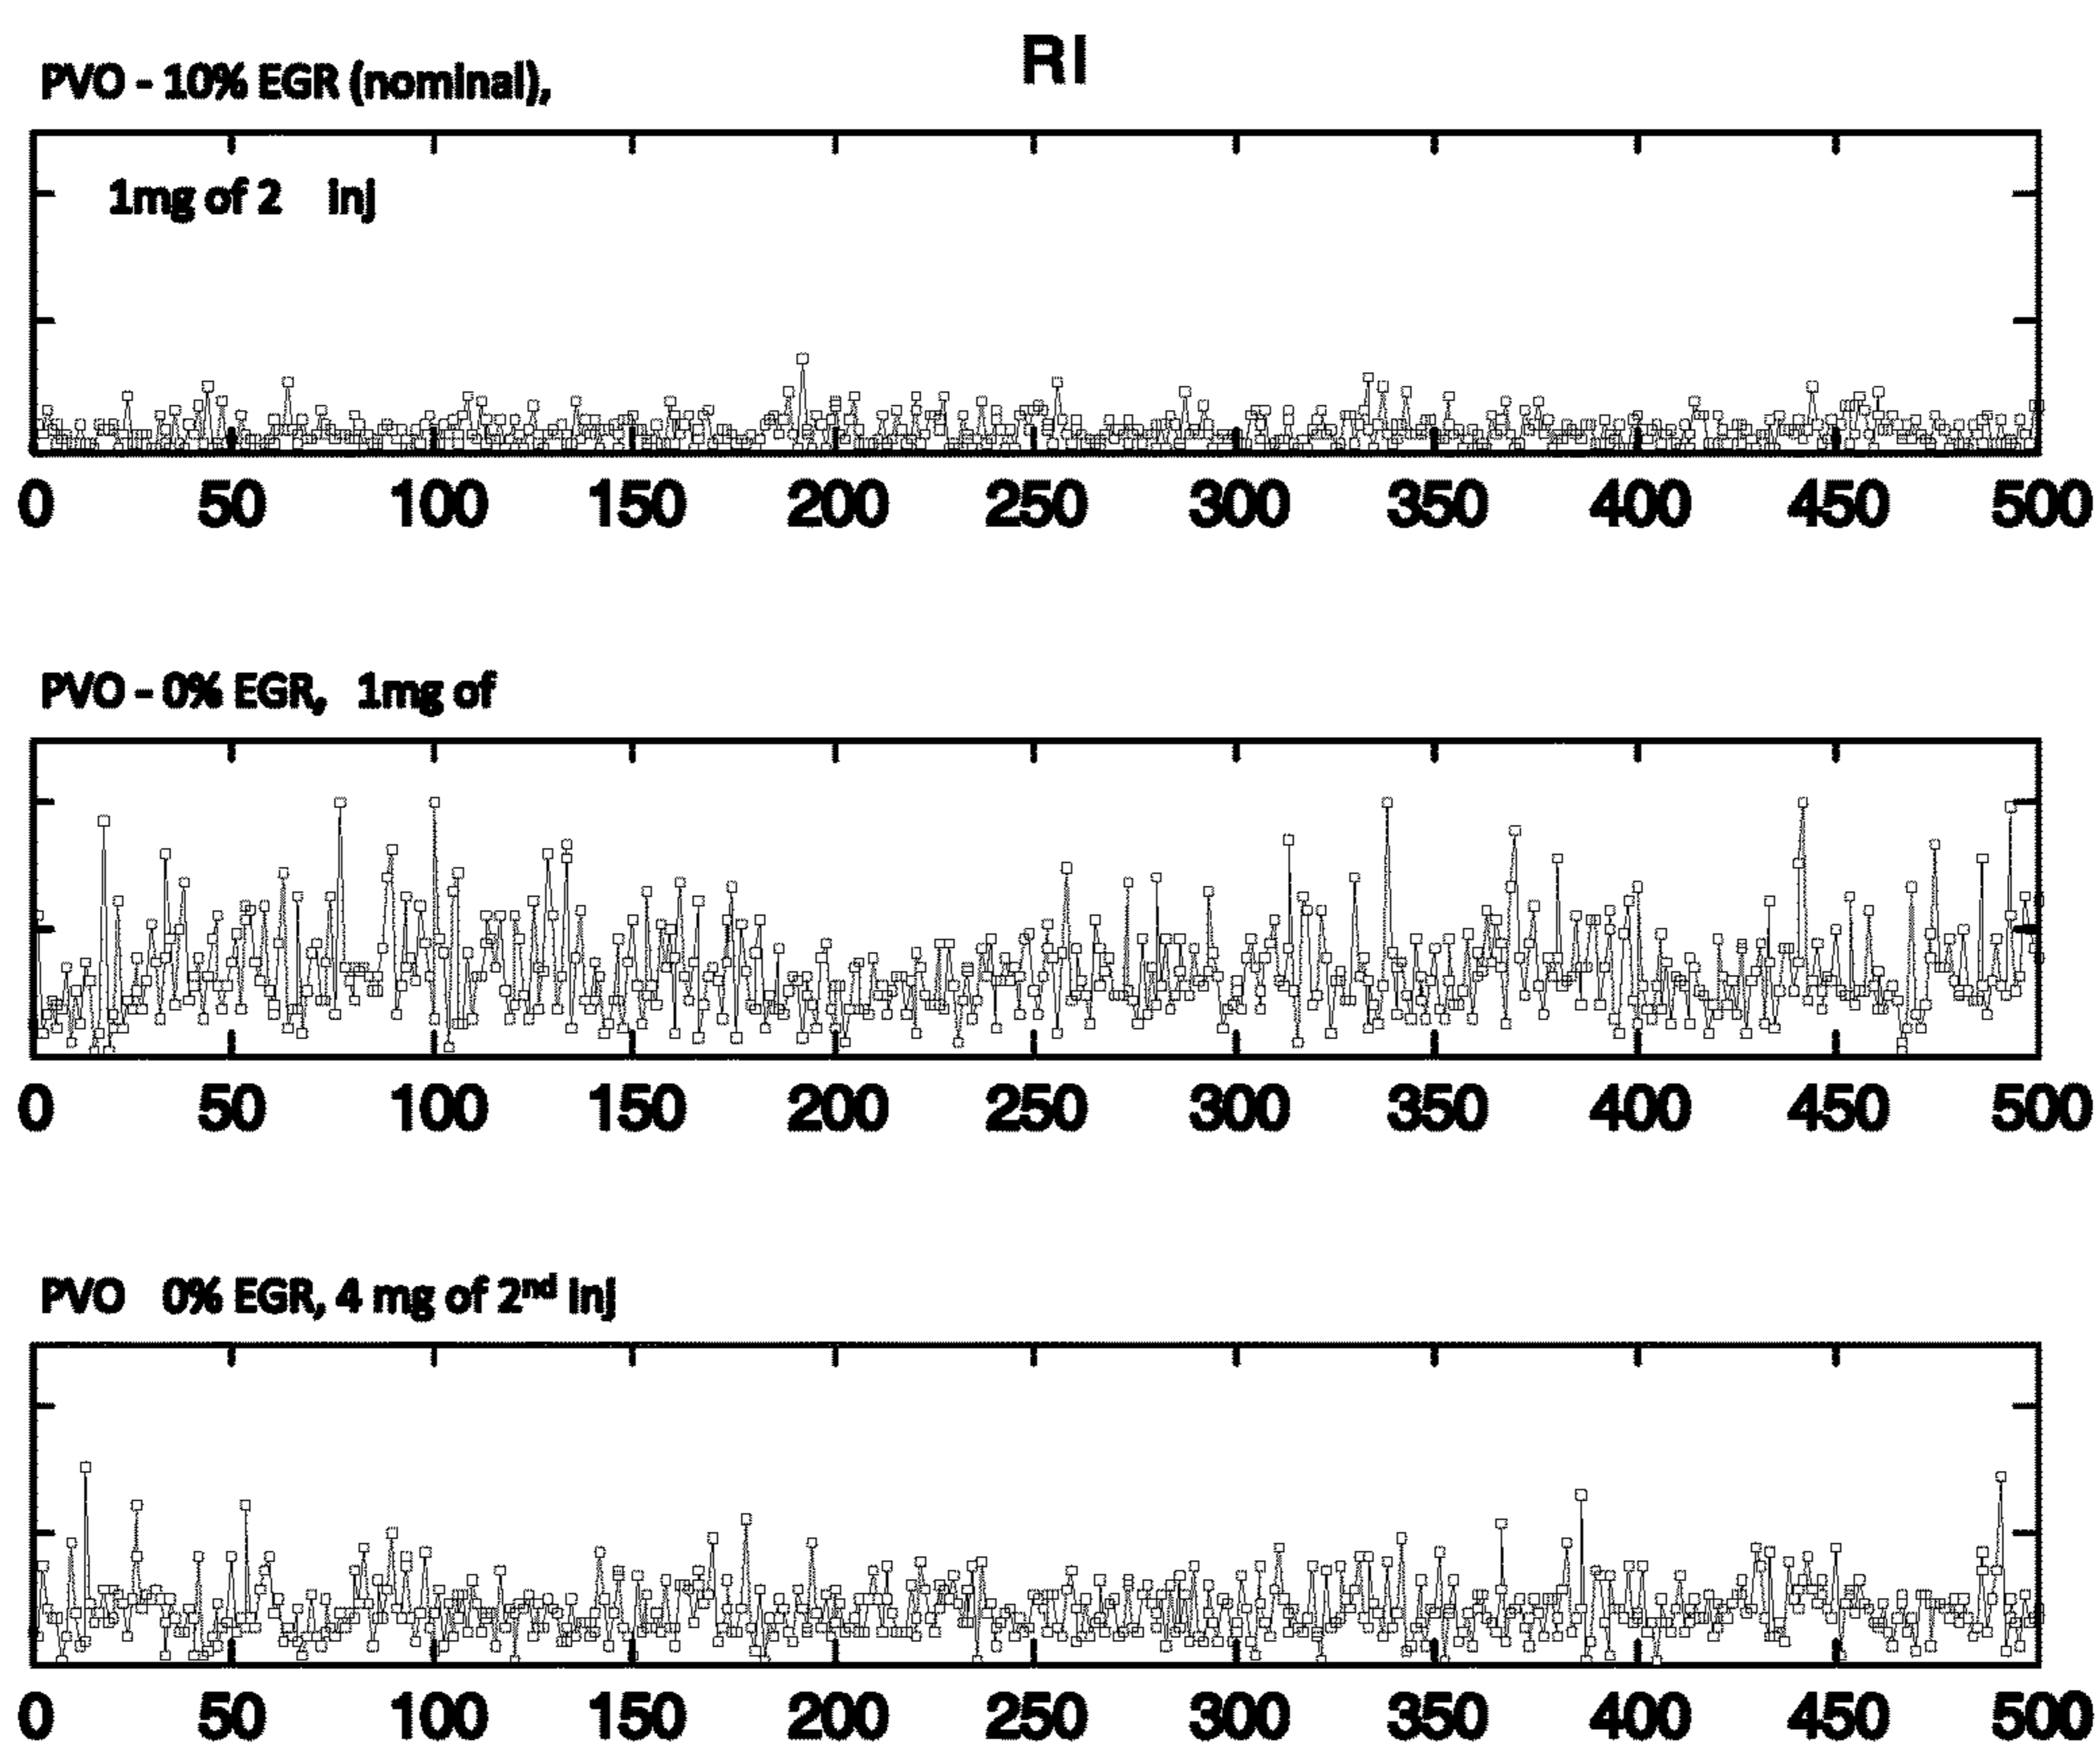 RI
PVO - 10% EGR (nominal),
1mg of 2 inj
0 50 100 150 200 250 300 350 400 450 500
PVO - 0% EGR, 1mg of
0 50 100 150 200 250 300 350 400 450 500
PVO 0% EGR, 4 mg of 2nd inj
0 50 100 150 200 250 300 350 400 450 500